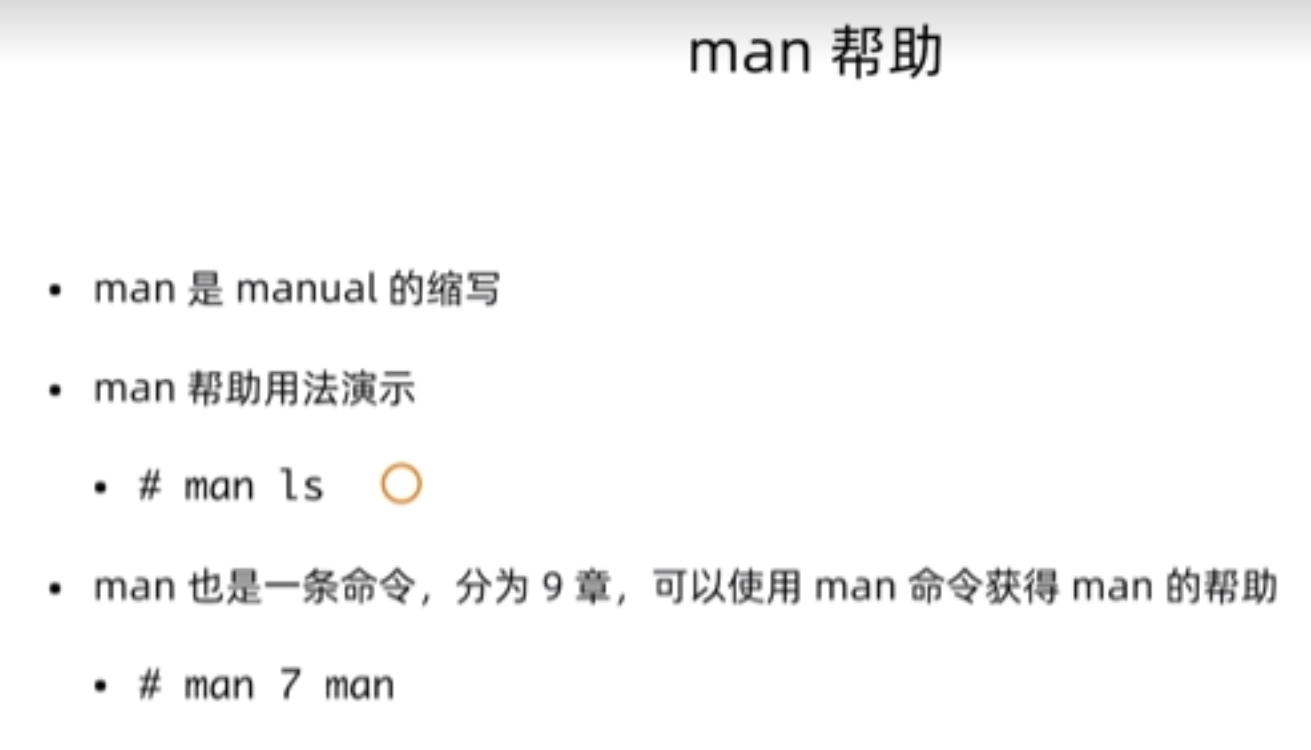 man 帮助
• man 是 manual 的缩写
• man 帮助用法演示
• # man ls
• man 也是一条命令，分为 9 章，可以使用 man 命令获得 man 的帮助
• # man 7 man